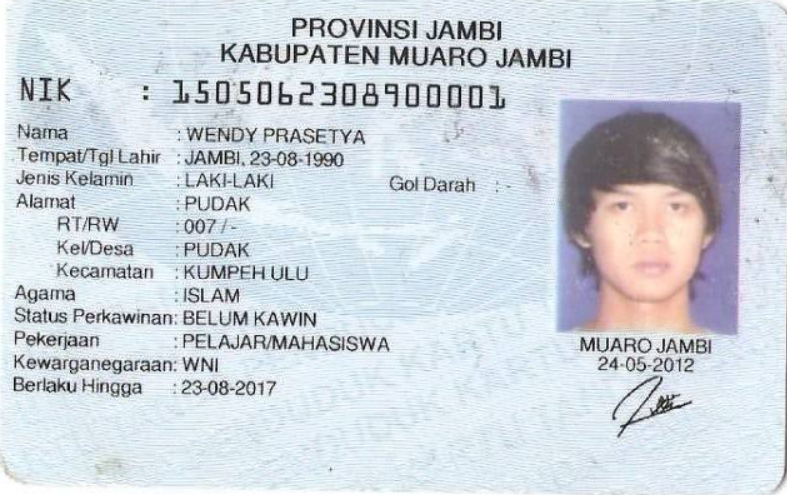 PROVINSI JAMBI
KABUPATEN MUARO JAMBI
NIK : 1505062308900001
Nama : WENDY PRASETYA
Tempat/Tgl Lahir : JAMBI, 23-08-1990
Jenis Kelamin : LAKI-LAKI Gol Darah : -
Alamat : PUDAK
RT/RW : 007 / -
Kel/Desa : PUDAK
Kecamatan : KUMPEH ULU
Agama : ISLAM
Status Perkawinan: BELUM KAWIN
Pekerjaan : PELAJAR/MAHASISWA
Kewarganegaraan: WNI
Berlaku Hingga : 23-08-2017
MUARO JAMBI
24-05-2012